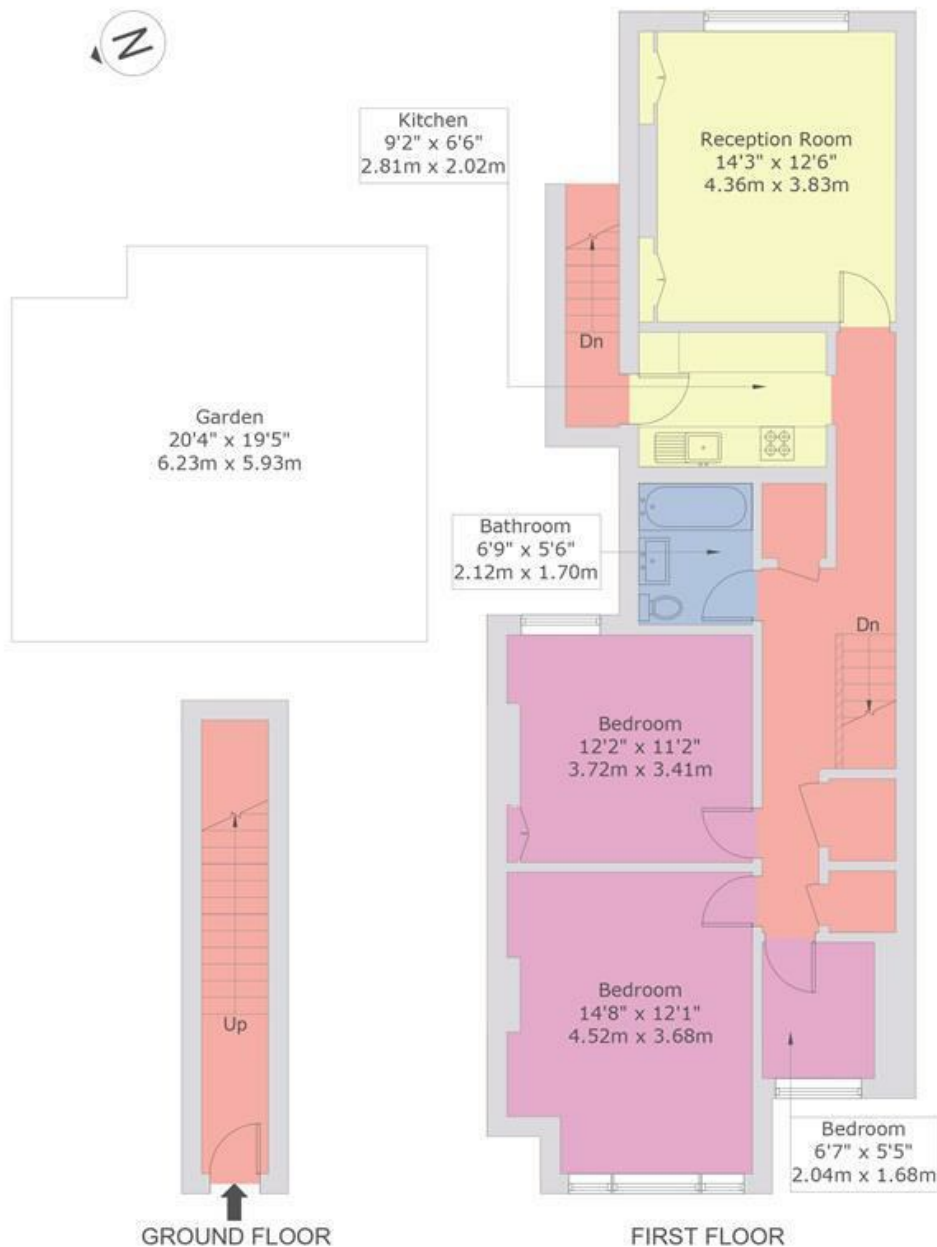 N
Kitchen
9'2" x 6'6"
2.81m x 2.02m
Reception Room
14'3" x 12'6"
4.36m x 3.83m
Dn
Garden
20'4" x 19'5"
6.23m x 5.93m
Bathroom
6'9" x 5'6"
2.12m x 1.70m
Dn
Bedroom
12'2" x 11'2"
3.72m x 3.41m
Up
Bedroom
14'8" x 12'1"
4.52m x 3.68m
Bedroom
6'7" x 5'5"
2.04m x 1.68m
GROUND FLOOR
FIRST FLOOR